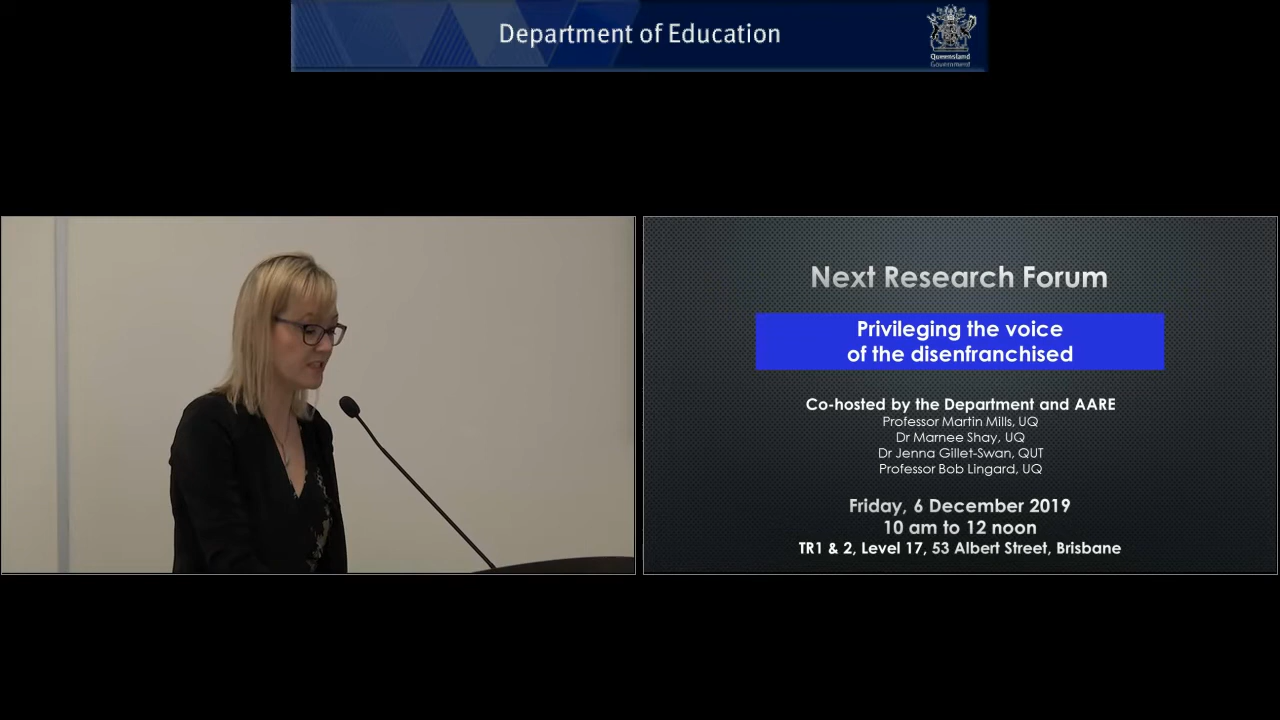 Department of Education
Queensland
Government
Next Research Forum
Privileging the voice
of the disenfranchised
Co-hosted by the Department and AARE
Professor Martin Mills, UQ
Dr Marnee Shay, UQ
Dr Jenna Gillet-Swan, QUT
Professor Bob Lingard, UQ
Friday, 6 December 2019
10 am to 12 noon
TR1 & 2, Level 17, 53 Albert Street, Brisbane